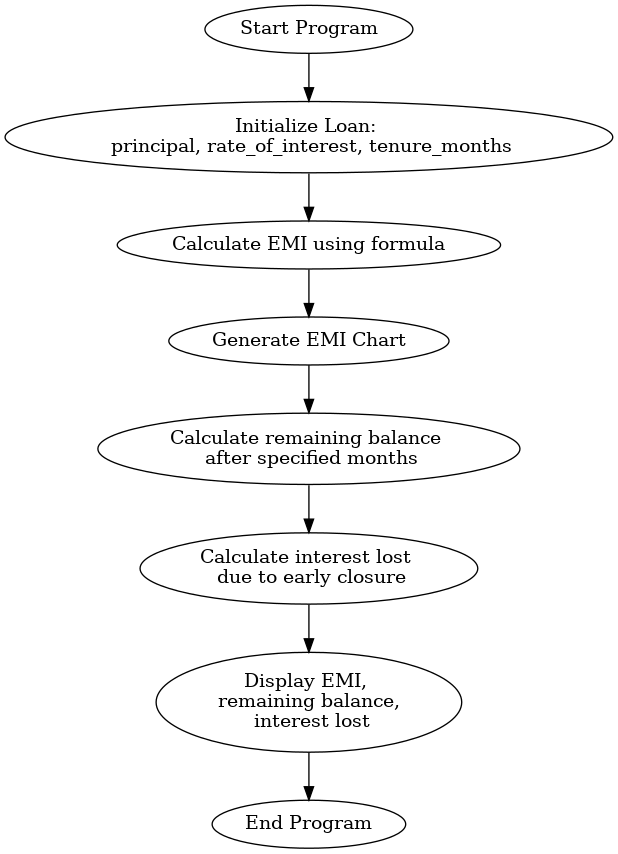 Start Program
Initialize Loan:
principal, rate_of_interest, tenure_months
Calculate EMI using formula
Generate EMI Chart
Calculate remaining balance
after specified months
Calculate interest lost
due to early closure
Display EMI,
remaining balance,
interest lost
End Program